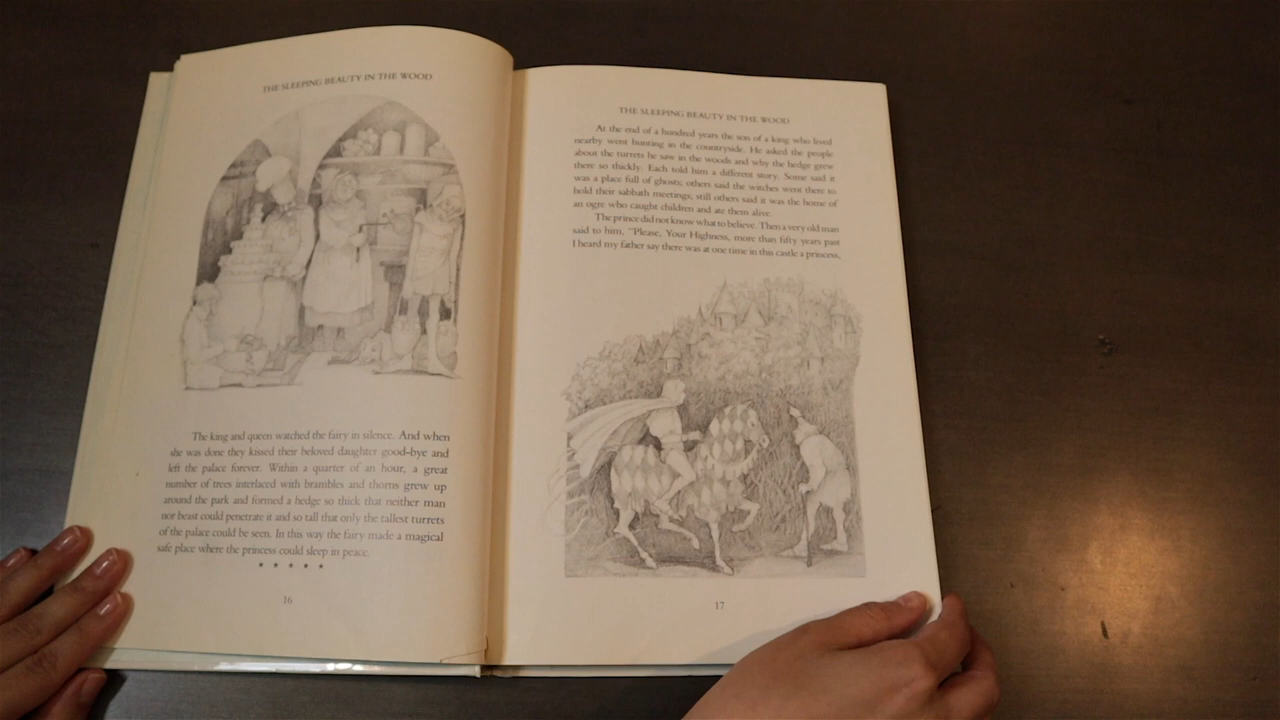 THE SLEEPING BEAUTY IN THE WOOD
The king and queen watched the fairy in silence. And when
she was done they kissed their beloved daughter good-bye and
left the palace forever. Within a quarter of an hour, a great
number of trees interlaced with brambles and thorns grew up
around the park and formed a hedge so thick that neither man
nor beast could penetrate it and so tall that only the tallest turrets
of the palace could be seen. In this way the fairy made a magical
safe place where the princess could sleep in peace.
* * * * *
16
THE SLEEPING BEAUTY IN THE WOOD
At the end of a hundred years the son of a king who lived
nearby went hunting in the countryside. He asked the people
about the turrets he saw in the woods and why the hedge grew
there so thickly. Each told him a different story. Some said it
was a place full of ghosts; others said the witches went there to
hold their sabbath meetings; still others said it was the home of
an ogre who caught children and ate them alive.
The prince did not know what to believe. Then a very old man
said to him, "Please, Your Highness, more than fifty years past
I heard my father say there was at one time in this castle a princess,
17